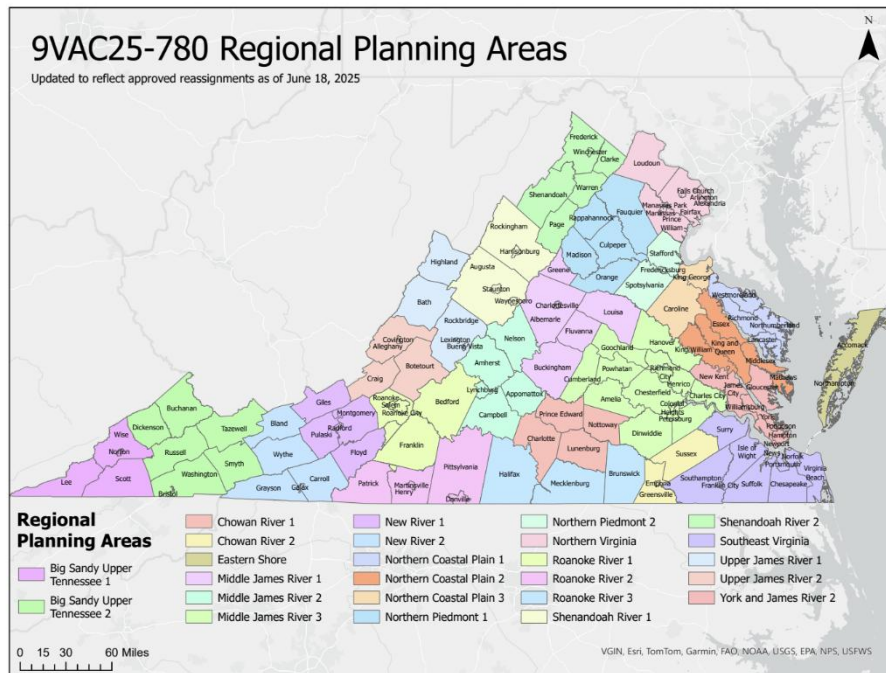 9VAC25-780 Regional Planning Areas
Updated to reflect approved reassignments as of June 18, 2025
Frederick
Winchester
Clarke
Loudoun
Shenandoah
Warren
Falls Church
Arlington
Alexandria
Fairfax
Manassas Park
Manassas
Prince
William
Fauquier
Rappahannock
Page
Rockingham
Harrisonburg
Culpeper
Madison
Stafford
Highland
Augusta
Greene
Orange
Fredericksburg
King George
Spotsylvania
Westmoreland
Staunton
Bath
Waynesboro
Charlottesville
Albemarle
Louisa
Caroline
Richmond
Essex
Northumberland
Rockbridge
Lexington
Buena Vista
Nelson
Fluvanna
Hanover
King
William
King and
Queen
Lancaster
Middlesex
Accomack
Covington
Alleghany
Amherst
Goochland
Botetourt
Buckingham
Powhatan
Richmond
City
Henrico
New Kent
Mathews
Gloucester
Northampton
Craig
Lynchburg
Cumberland
Chesterfield
Charles City
James
City
Williamsburg
York
Roanoke
Salem
Roanoke City
Bedford
Appomattox
Amelia
Colonial
Heights
Petersburg
Campbell
Prince Edward
Poquoson
Hampton
Newport
News
Buchanan
Giles
Montgomery
Nottoway
Dinwiddie
Surry
Dickenson
Tazewell
Bland
Radford
Pulaski
Franklin
Charlotte
Lunenburg
Sussex
Isle of
Wight
Norfolk
Portsmouth
Wise
Norton
Russell
Smyth
Wythe
Floyd
Pittsylvania
Halifax
Mecklenburg
Brunswick
Southampton
Franklin City
Suffolk
Chesapeake
Virginia
Beach
Lee
Scott
Washington
Bristol
Grayson
Galax
Carroll
Patrick
Martinsville
Henry
Danville
Emporia
Greensville
Regional
Planning Areas
Big Sandy Upper
Tennessee 1
Big Sandy Upper
Tennessee 2
Chowan River 1
Chowan River 2
Eastern Shore
Middle James River 1
Middle James River 2
Middle James River 3
New River 1
New River 2
Northern Coastal Plain 1
Northern Coastal Plain 2
Northern Coastal Plain 3
Northern Piedmont 1
Northern Piedmont 2
Northern Virginia
Roanoke River 1
Roanoke River 2
Roanoke River 3
Shenandoah River 1
Shenandoah River 2
Southeast Virginia
Upper James River 1
Upper James River 2
York and James River 2
N
0 15 30 60 Miles
VGIN, Esri, TomTom, Garmin, FAO, NOAA, USGS, EPA, NPS, USFWS